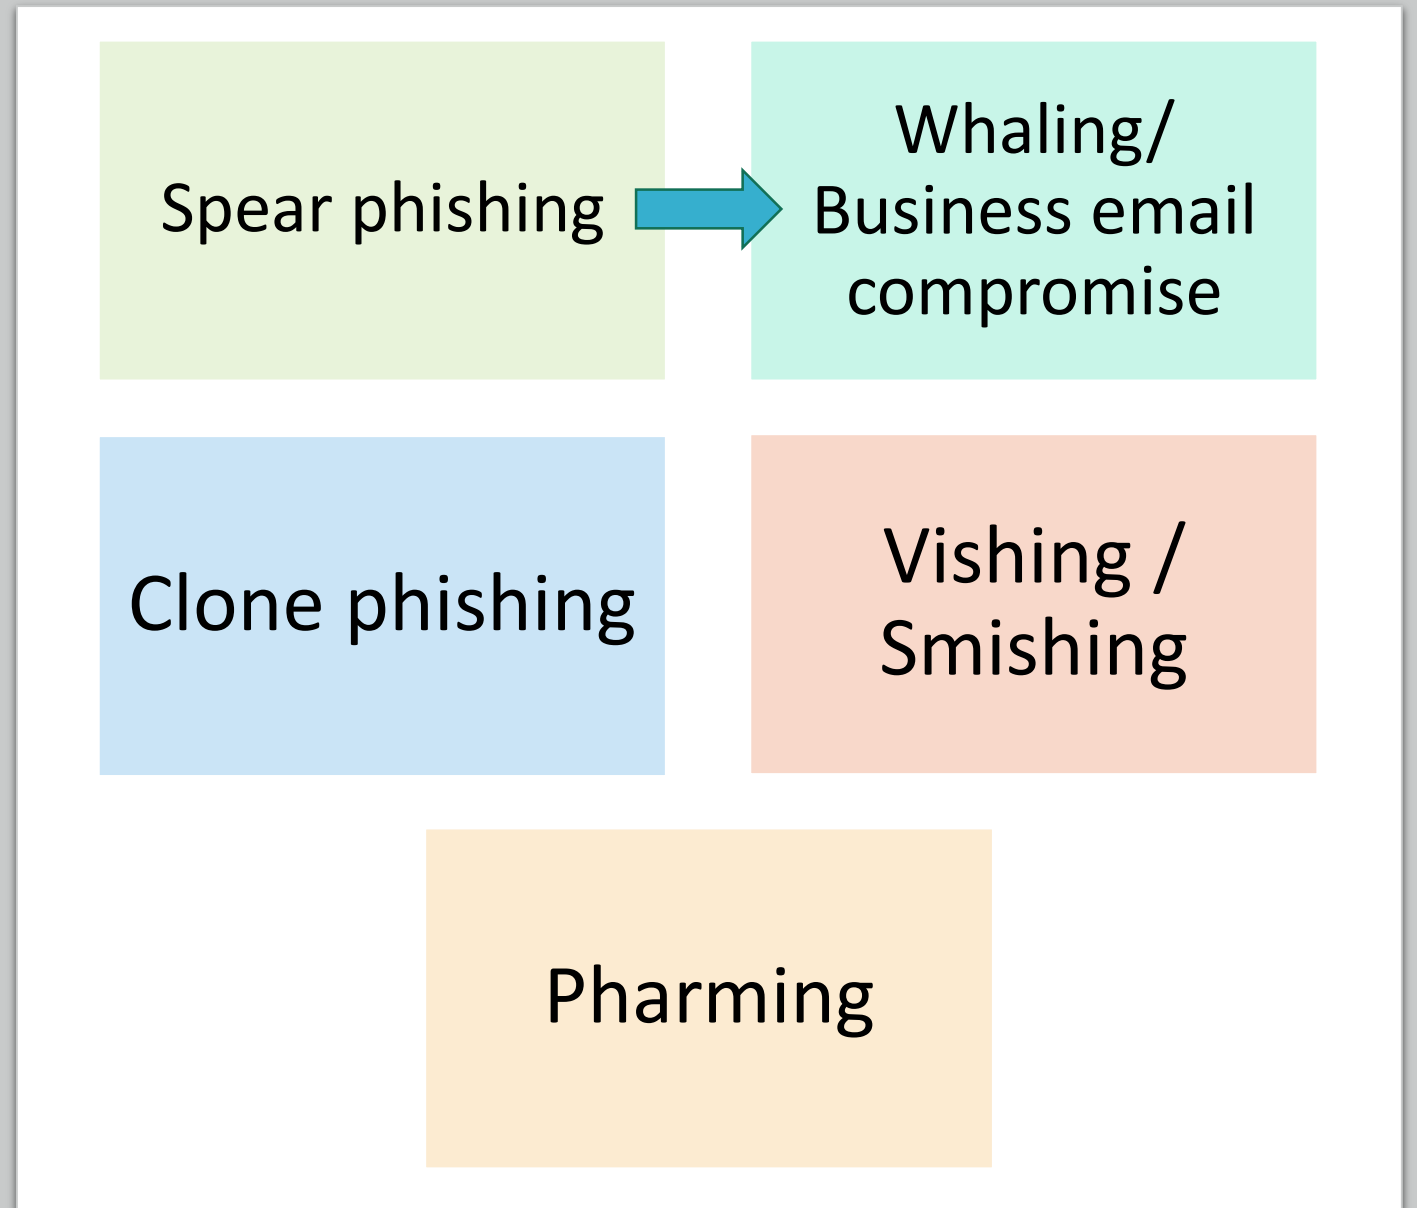 Spear phishing
Whaling/
Business email
compromise
Clone phishing
Vishing /
Smishing
Pharming